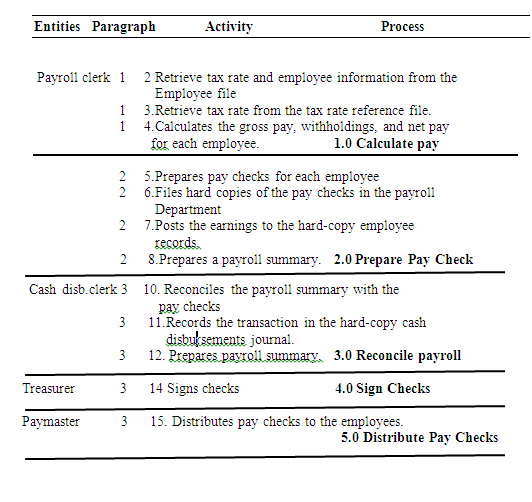 Entities Paragraph Activity Process
Payroll clerk 1 2 Retrieve tax rate and employee information from the
Employee file
1 3.Retrieve tax rate from the tax rate reference file.
1 4.Calculates the gross pay, withholdings, and net pay
for each employee. 1.0 Calculate pay
2 5.Prepares pay checks for each employee
2 6.Files hard copies of the pay checks in the payroll
Department
2 7.Posts the earnings to the hard-copy employee
records.
2 8.Prepares a payroll summary. 2.0 Prepare Pay Check
Cash disb.clerk 3 10. Reconciles the payroll summary with the
pay checks
3 11.Records the transaction in the hard-copy cash
disbursements journal.
3 12. Prepares payroll summary. 3.0 Reconcile payroll
Treasurer 3 14 Signs checks 4.0 Sign Checks
Paymaster 3 15. Distributes pay checks to the employees.
5.0 Distribute Pay Checks